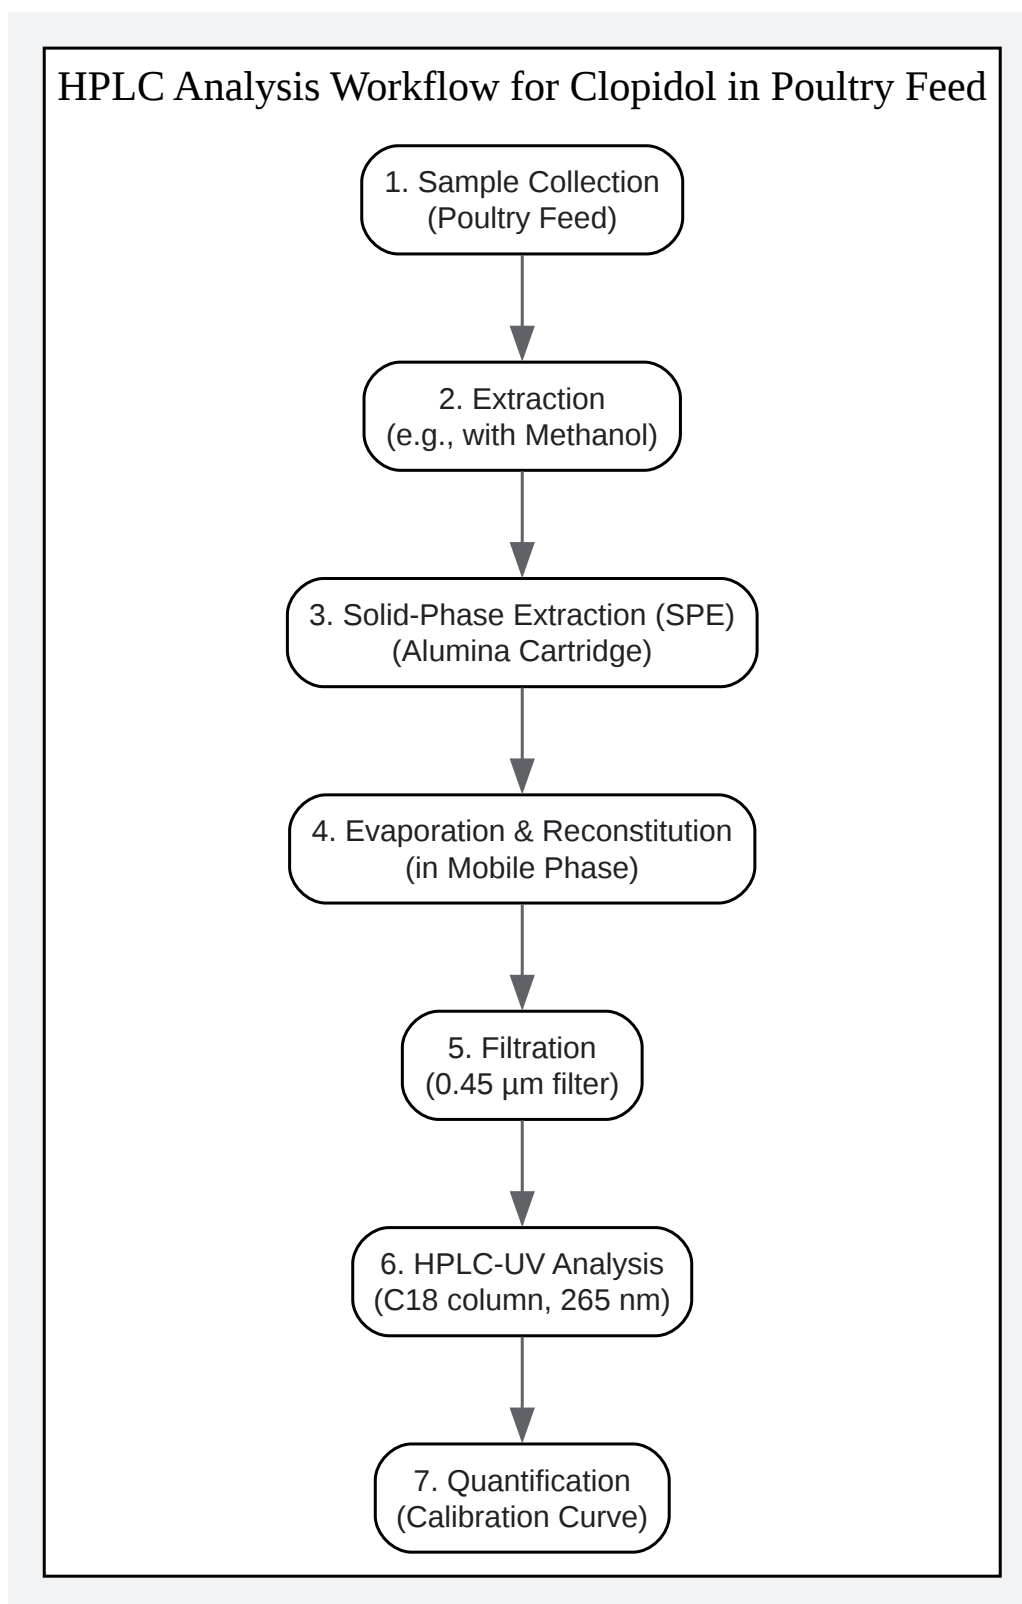 HPLC Analysis Workflow for Clopidol in Poultry Feed
1. Sample Collection
(Poultry Feed)
2. Extraction
(e.g., with Methanol)
3. Solid-Phase Extraction (SPE)
(Alumina Cartridge)
4. Evaporation & Reconstitution
(in Mobile Phase)
5. Filtration
(0.45 µm filter)
6. HPLC-UV Analysis
(C18 column, 265 nm)
7. Quantification
(Calibration Curve)